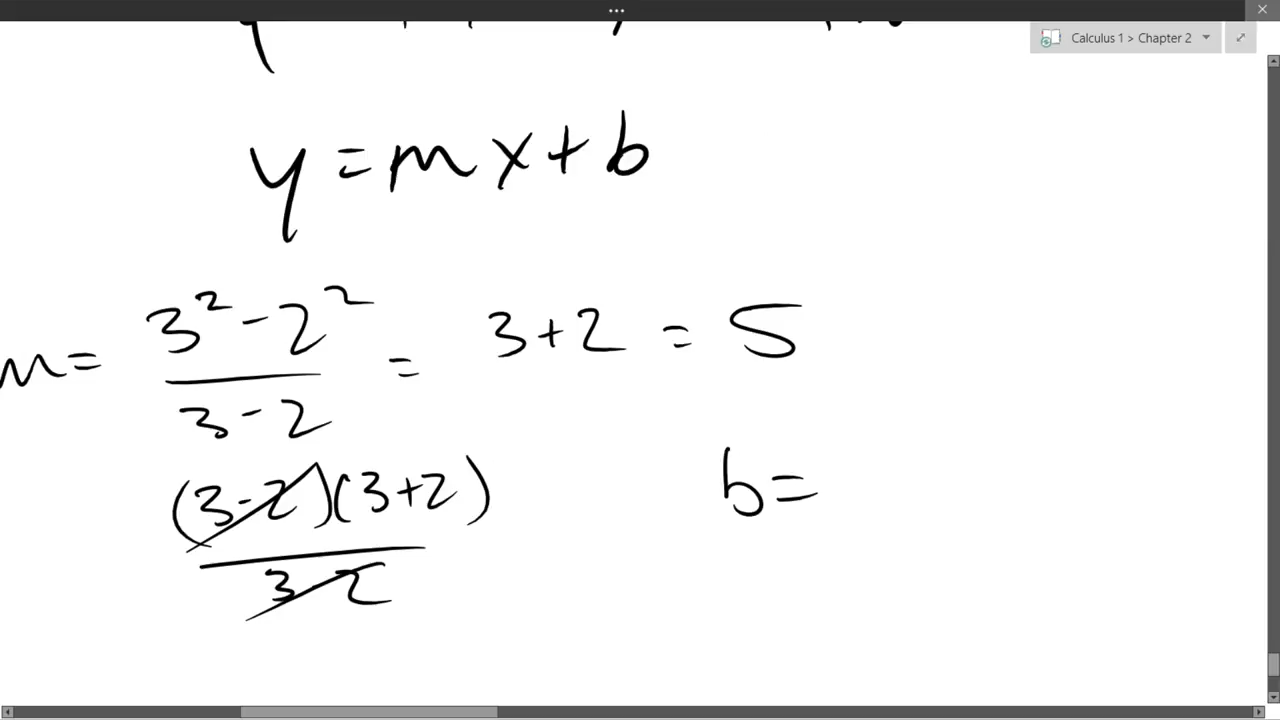 Calculus 1 > Chapter 2
y = mx + b
m = 3² - 2² / 3 - 2 = 3 + 2 = 5
(3 - 2)(3 + 2) / 3 - 2
b =